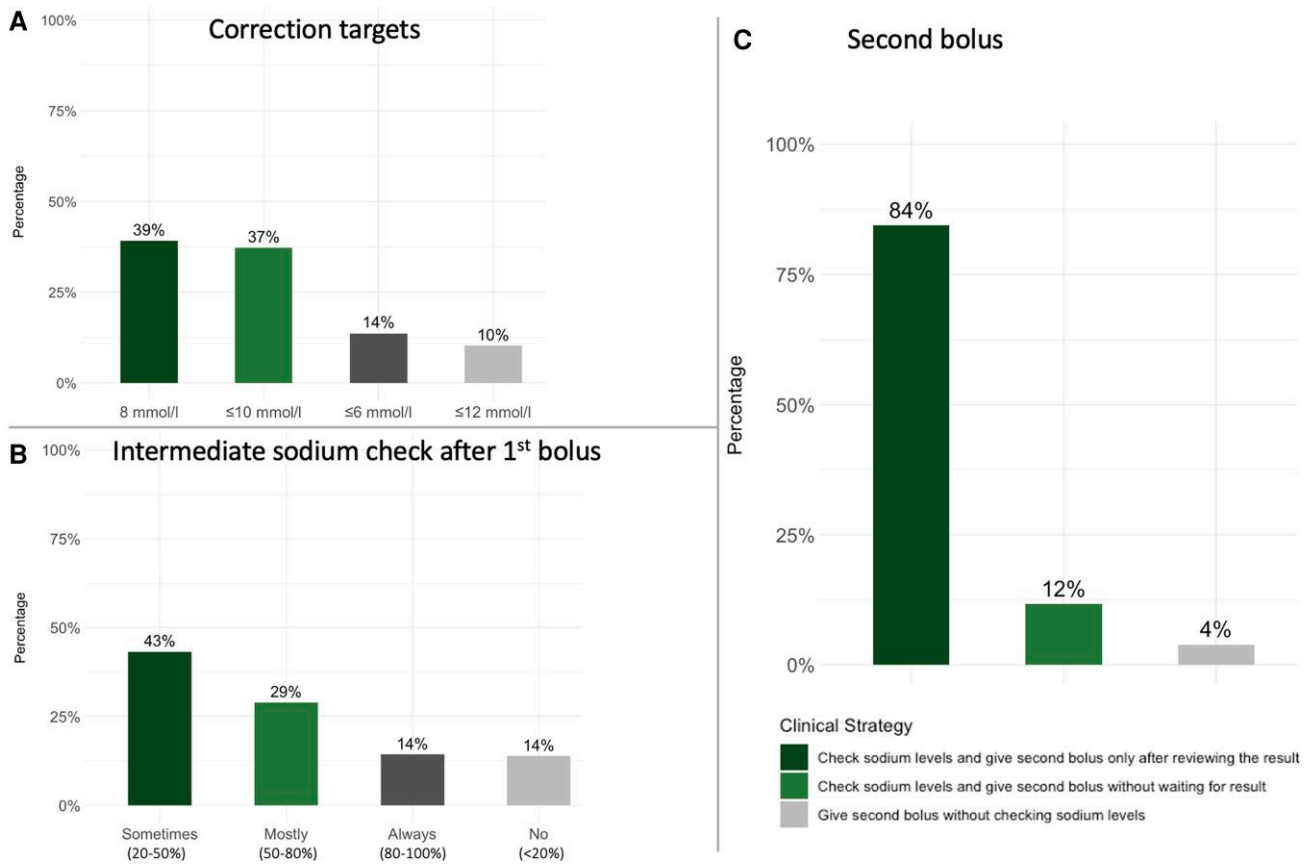 A
Correction targets
100%
75%
50%
25%
0%
Percentage
39%
37%
14%
10%
8 mmol/l
≤10 mmol/l
≤6 mmol/l
≤12 mmol/l
B
Intermediate sodium check after 1st bolus
100%
75%
50%
25%
0%
Percentage
43%
29%
14%
14%
Sometimes
(20-50%)
Mostly
(50-80%)
Always
(80-100%)
No
(<20%)
C
Second bolus
100%
75%
50%
25%
0%
Percentage
84%
12%
4%
Clinical Strategy
Check sodium levels and give second bolus only after reviewing the result
Check sodium levels and give second bolus without waiting for result
Give second bolus without checking sodium levels